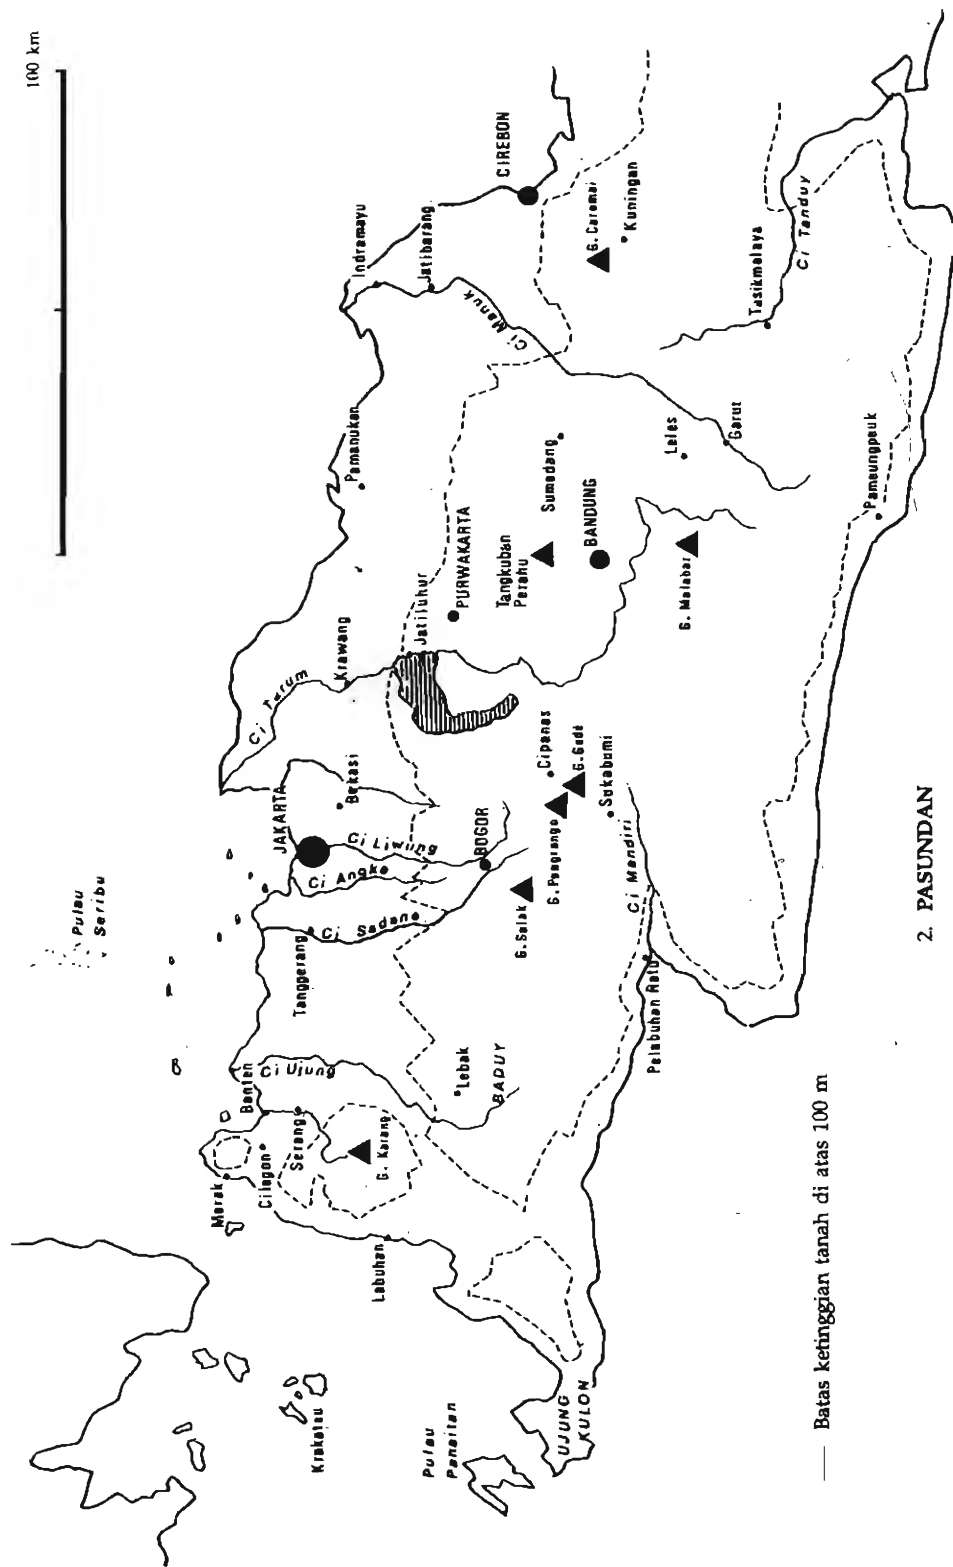 100 km
Pulau
Seribu
Merak
Cilegon
Banten
Serang
Ci Ujung
G. Karang
Labuhan
Krakatau
Pulau
Panaitan
UJUNG
KULON
Lebak
BADUY
Tanggerang
Ci Sadane
Ci Angke
JAKARTA
Ci Liwung
Bekasi
Ci Tarum
Krawang
Jatiluhur
PURWAKARTA
Pamanukan
Indramayu
Jatibarang
Ci Manuk
CIREBON
G. Caremai
Kuningan
BOGOR
G. Salak
G. Pangrango
Cipanas
G. Gede
Sukabumi
Ci Mandiri
Pelabuhan Ratu
Tangkuban
Perahu
Sumedang
BANDUNG
G. Malabar
Leles
Garut
Tasikmalaya
Ci Tanduy
Pameungpeuk
— Batas ketinggian tanah di atas 100 m
2. PASUNDAN